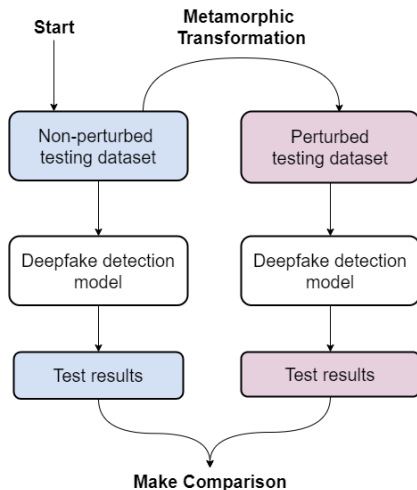 Start
Metamorphic
Transformation
Non-perturbed
testing dataset
Perturbed
testing dataset
Deepfake detection
model
Deepfake detection
model
Test results
Test results
Make Comparison